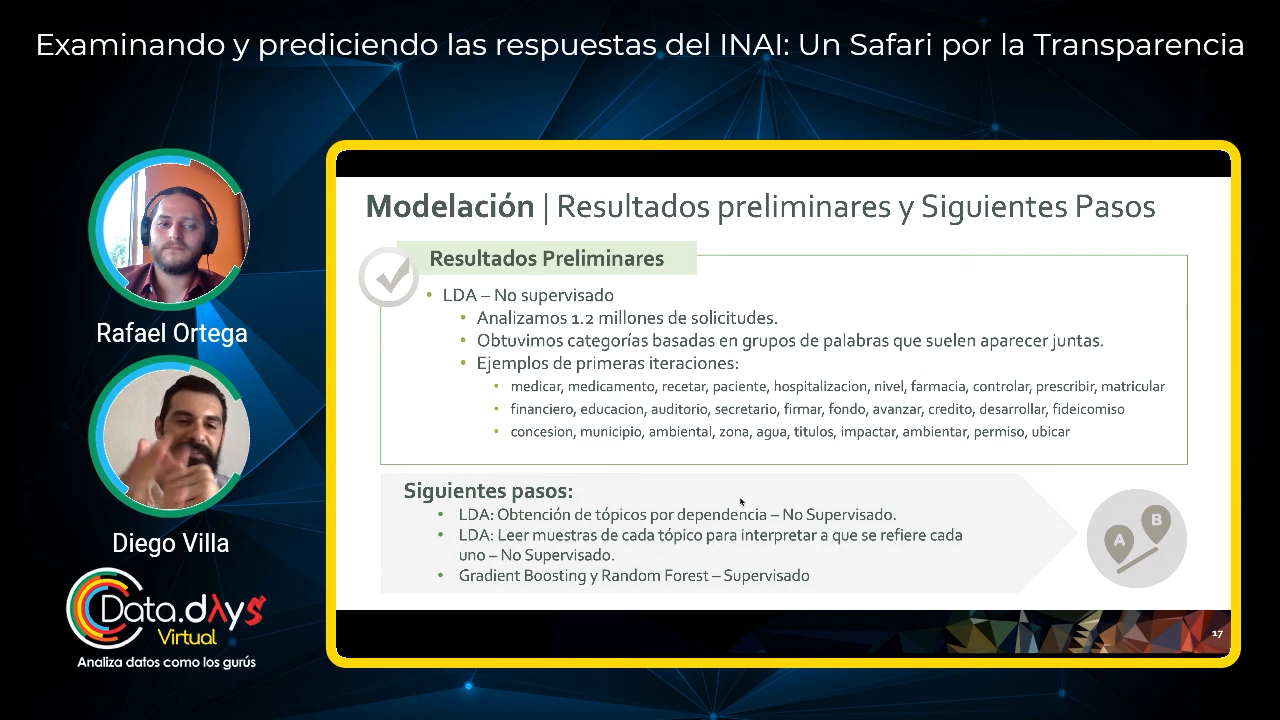 Examinando y prediciendo las respuestas del INAI: Un Safari por la Transparencia
Rafael Ortega
Diego Villa
Data.dAys
Virtual
Analiza datos como los gurús
Modelación | Resultados preliminares y Siguientes Pasos
Resultados Preliminares
• LDA – No supervisado
• Analizamos 1.2 millones de solicitudes.
• Obtuvimos categorías basadas en grupos de palabras que suelen aparecer juntas.
• Ejemplos de primeras iteraciones:
• medicar, medicamento, recetar, paciente, hospitalizacion, nivel, farmacia, controlar, prescribir, matricular
• financiero, educacion, auditorio, secretario, firmar, fondo, avanzar, credito, desarrollar, fideicomiso
• concesion, municipio, ambiental, zona, agua, titulos, impactar, ambientar, permiso, ubicar
Siguientes pasos:
• LDA: Obtención de tópicos por dependencia – No Supervisado.
• LDA: Leer muestras de cada tópico para interpretar a que se refiere cada
uno – No Supervisado.
• Gradient Boosting y Random Forest – Supervisado
A
B
17